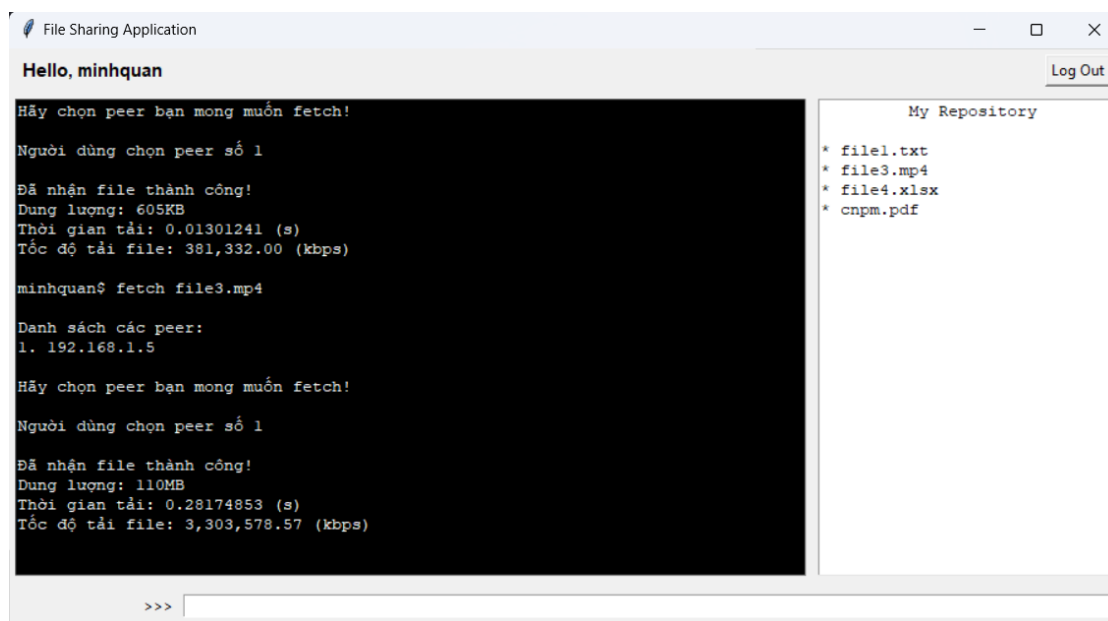 File Sharing Application
Hello, minhquan
Log Out
Hãy chọn peer bạn mong muốn fetch!
Người dùng chọn peer số 1
Đã nhận file thành công!
Dung lượng: 605KB
Thời gian tải: 0.01301241 (s)
Tốc độ tải file: 381,332.00 (kbps)
minhquan$ fetch file3.mp4
Danh sách các peer:
1. 192.168.1.5
Hãy chọn peer bạn mong muốn fetch!
Người dùng chọn peer số 1
Đã nhận file thành công!
Dung lượng: 110MB
Thời gian tải: 0.28174853 (s)
Tốc độ tải file: 3,303,578.57 (kbps)
My Repository
* file1.txt
* file3.mp4
* file4.xlsx
* cnpm.pdf
>>>